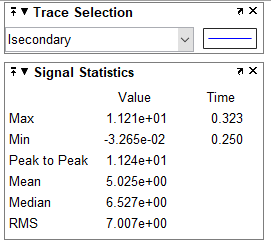 Trace Selection
Isecondary
Signal Statistics
Value Time
Max 1.121e+01 0.323
Min -3.265e-02 0.250
Peak to Peak 1.124e+01
Mean 5.025e+00
Median 6.527e+00
RMS 7.007e+00